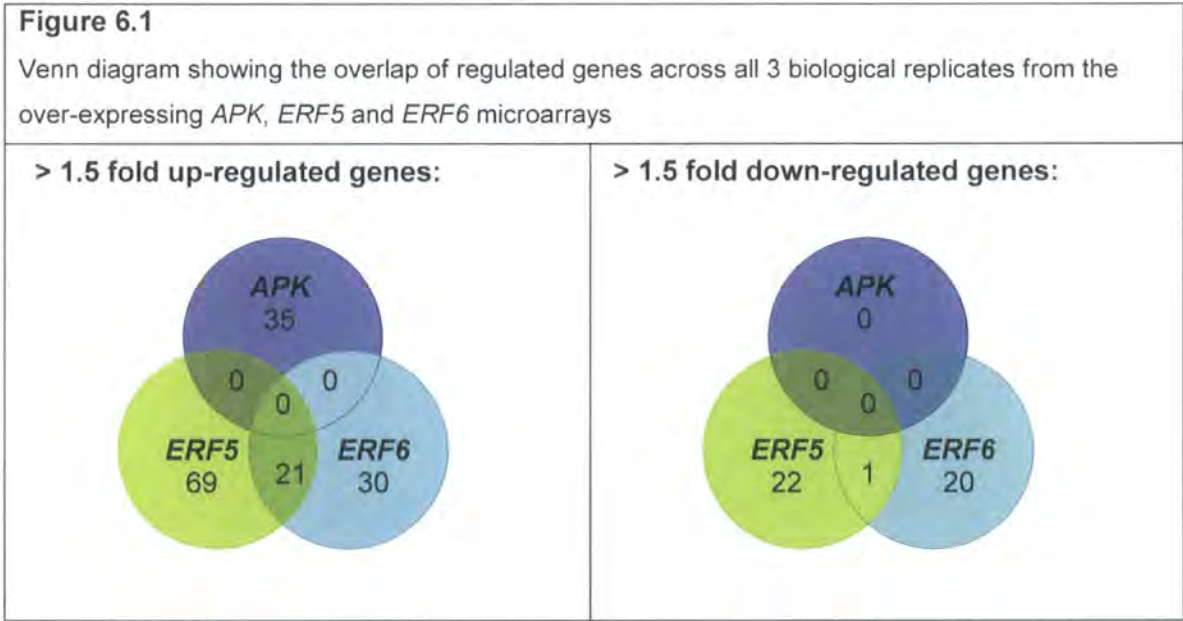 Figure 6.1
Venn diagram showing the overlap of regulated genes across all 3 biological replicates from the
over-expressing APK, ERF5 and ERF6 microarrays
> 1.5 fold up-regulated genes:
APK
35
0
0
0
ERF5
69
21
ERF6
30
> 1.5 fold down-regulated genes:
APK
0
0
0
0
ERF5
22
1
ERF6
20